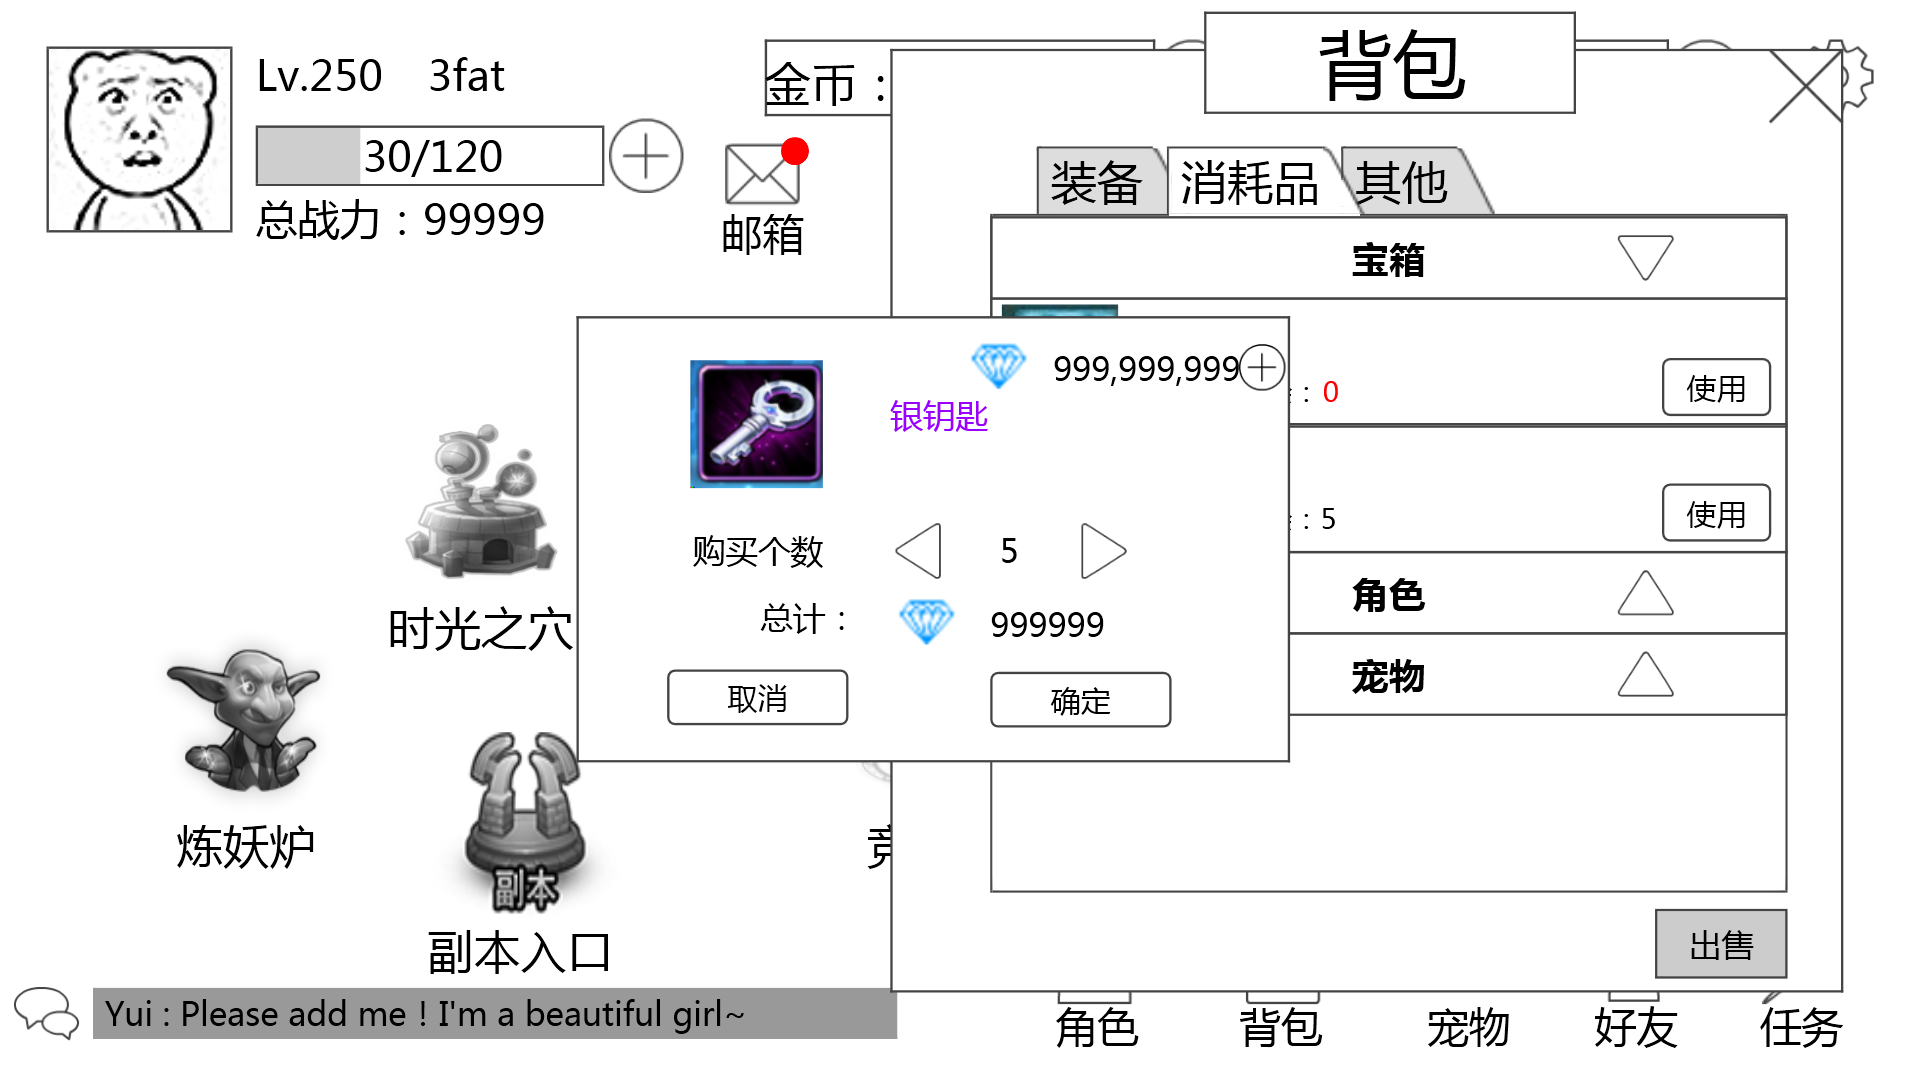 Lv.250 3fat
30/120
总战力：99999
邮箱
金币：
背包
装备
消耗品
其他
宝箱
：0
使用
：5
使用
角色
宠物
999,999,999
银钥匙
购买个数
5
总计：
999999
取消
确定
时光之穴
炼妖炉
副本
副本入口
出售
Yui : Please add me ! I'm a beautiful girl~
角色
背包
宠物
好友
任务